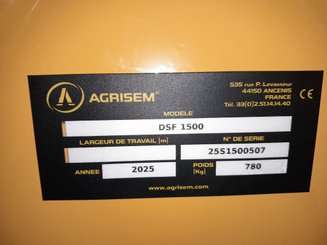 AGRISEM®
535 rue P. Levasseur
44150 ANCENIS
FRANCE
Tél. 33(0)2.51.14.14.40
CE
MODELE
DSF 1500
LARGEUR DE TRAVAIL [m]
N° DE SERIE
25S1500507
ANNEE
2025
POIDS
[Kg]
780
www.agrisem.com